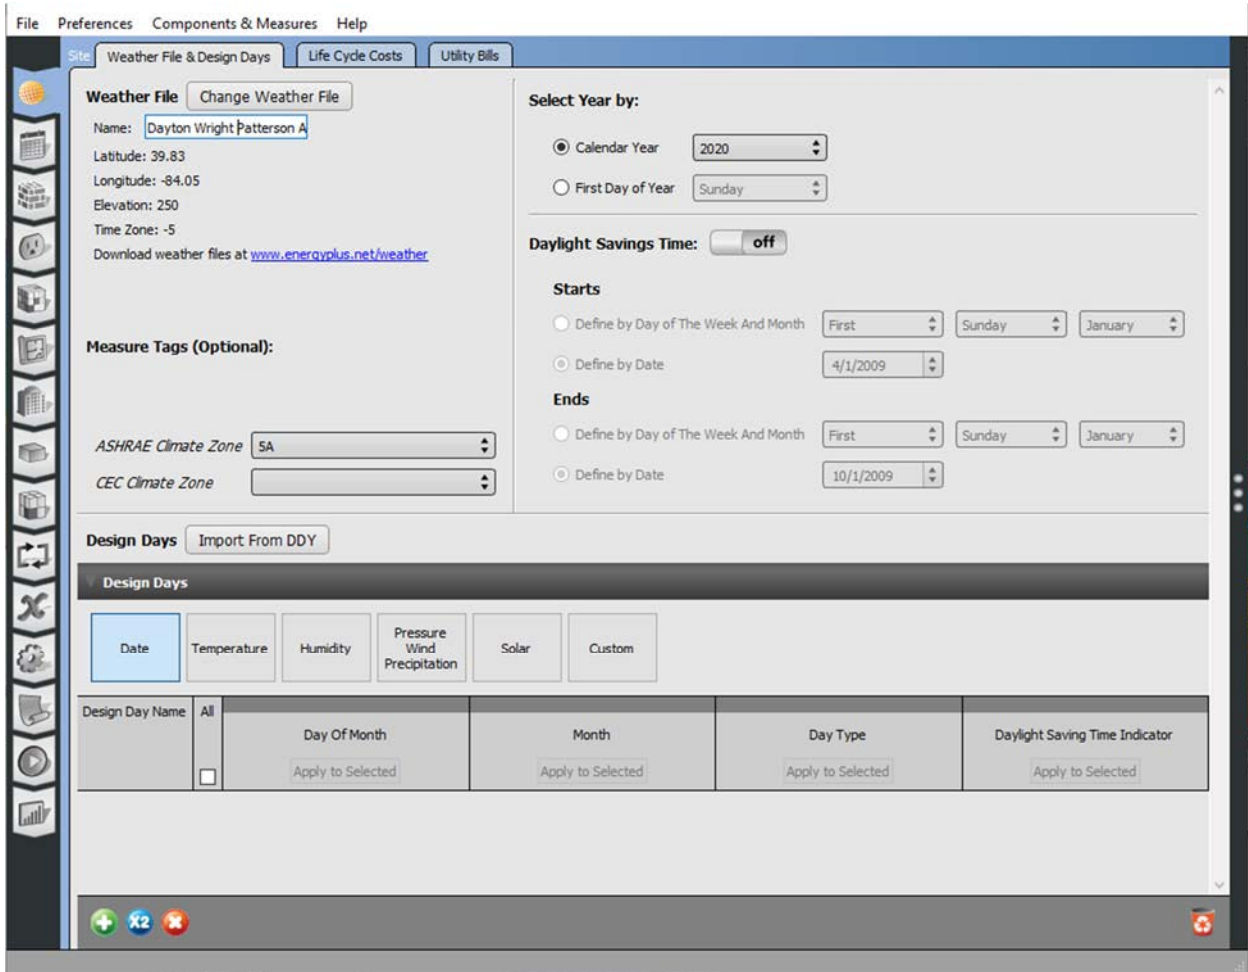 File Preferences Components & Measures Help
Site Weather File & Design Days Life Cycle Costs Utility Bills
Weather File Change Weather File
Name: Dayton Wright Patterson A
Latitude: 39.83
Longitude: -84.05
Elevation: 250
Time Zone: -5
Download weather files at www.energyplus.net/weather
Measure Tags (Optional):
ASHRAE Climate Zone 5A
CEC Climate Zone
Select Year by:
Calendar Year 2020
First Day of Year Sunday
Daylight Savings Time: off
Starts
Define by Day of The Week And Month First Sunday January
Define by Date 4/1/2009
Ends
Define by Day of The Week And Month First Sunday January
Define by Date 10/1/2009
Design Days Import From DDY
Design Days
Date Temperature Humidity Pressure Wind Precipitation Solar Custom
Design Day Name All Day Of Month Month Day Type Daylight Saving Time Indicator
Apply to Selected Apply to Selected Apply to Selected Apply to Selected
X2